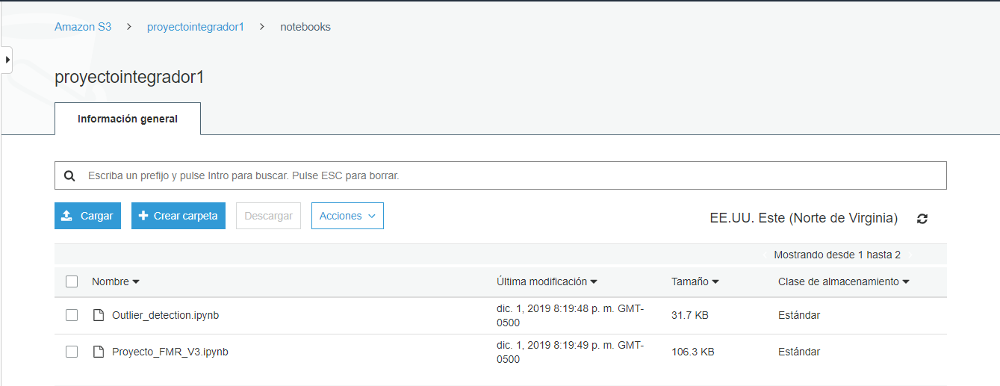 Amazon S3 > proyectointegrador1 > notebooks
proyectointegrador1
Información general
Escriba un prefijo y pulse Intro para buscar. Pulse ESC para borrar.
Cargar Crear carpeta Descargar Acciones EE.UU. Este (Norte de Virginia)
Mostrando desde 1 hasta 2
Nombre Última modificación Tamaño Clase de almacenamiento
Outlier_detection.ipynb dic. 1, 2019 8:19:48 p. m. GMT-0500 31.7 KB Estándar
Proyecto_FMR_V3.ipynb dic. 1, 2019 8:19:49 p. m. GMT-0500 106.3 KB Estándar